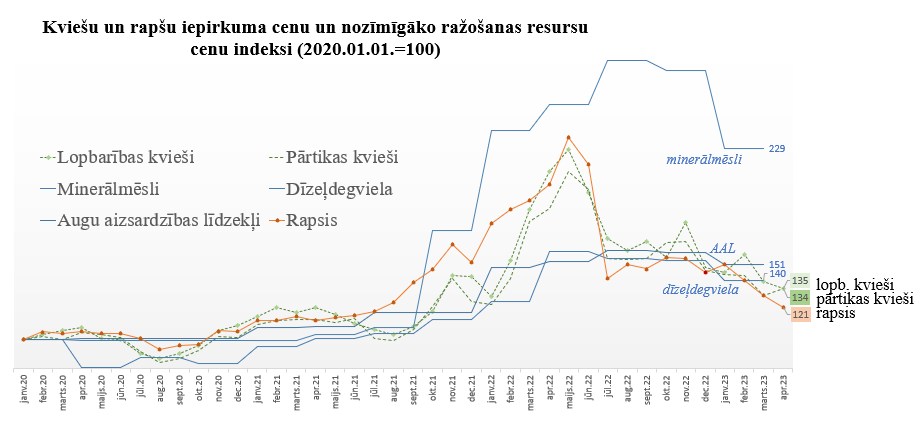 Kviešu un rapšu iepirkuma cenu un nozīmīgāko ražošanas resursu
cenu indeksi (2020.01.01.=100)
Lopbarības kvieši
Pārtikas kvieši
Minerālmēsli
Dīzeļdegviela
Augu aizsardzības līdzekļi
Rapsis
minerālmēsli
229
AAL
151
140
dīzeļdegviela
135
lopb. kvieši
134
pārtikas kvieši
121
rapsis
janv.20
febr.20
marts.20
apr.20
maijs.20
jūn.20
jūl.20
aug.20
sept.20
okt.20
nov.20
dec.20
janv.21
febr.21
marts.21
apr.21
maijs.21
jūn.21
jūl.21
aug.21
sept.21
okt.21
nov.21
dec.21
janv.22
febr.22
marts.22
apr.22
maijs.22
jūn.22
jūl.22
aug.22
sept.22
okt.22
nov.22
dec.22
janv.23
febr.23
marts.23
apr.23